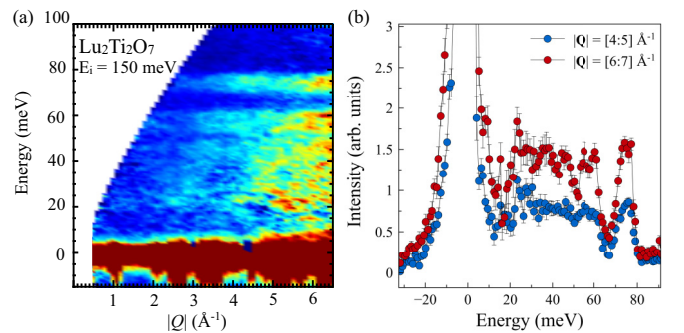 (a)
Lu₂Ti₂O₇
Eᵢ = 150 meV
Energy (meV)
100
80
60
40
20
0
1 2 3 4 5 6
|Q| (Å⁻¹)
(b)
|Q| = [4:5] Å⁻¹
|Q| = [6:7] Å⁻¹
Intensity (arb. units)
3
2.5
2
1.5
1
0.5
0
−20 0 20 40 60 80
Energy (meV)